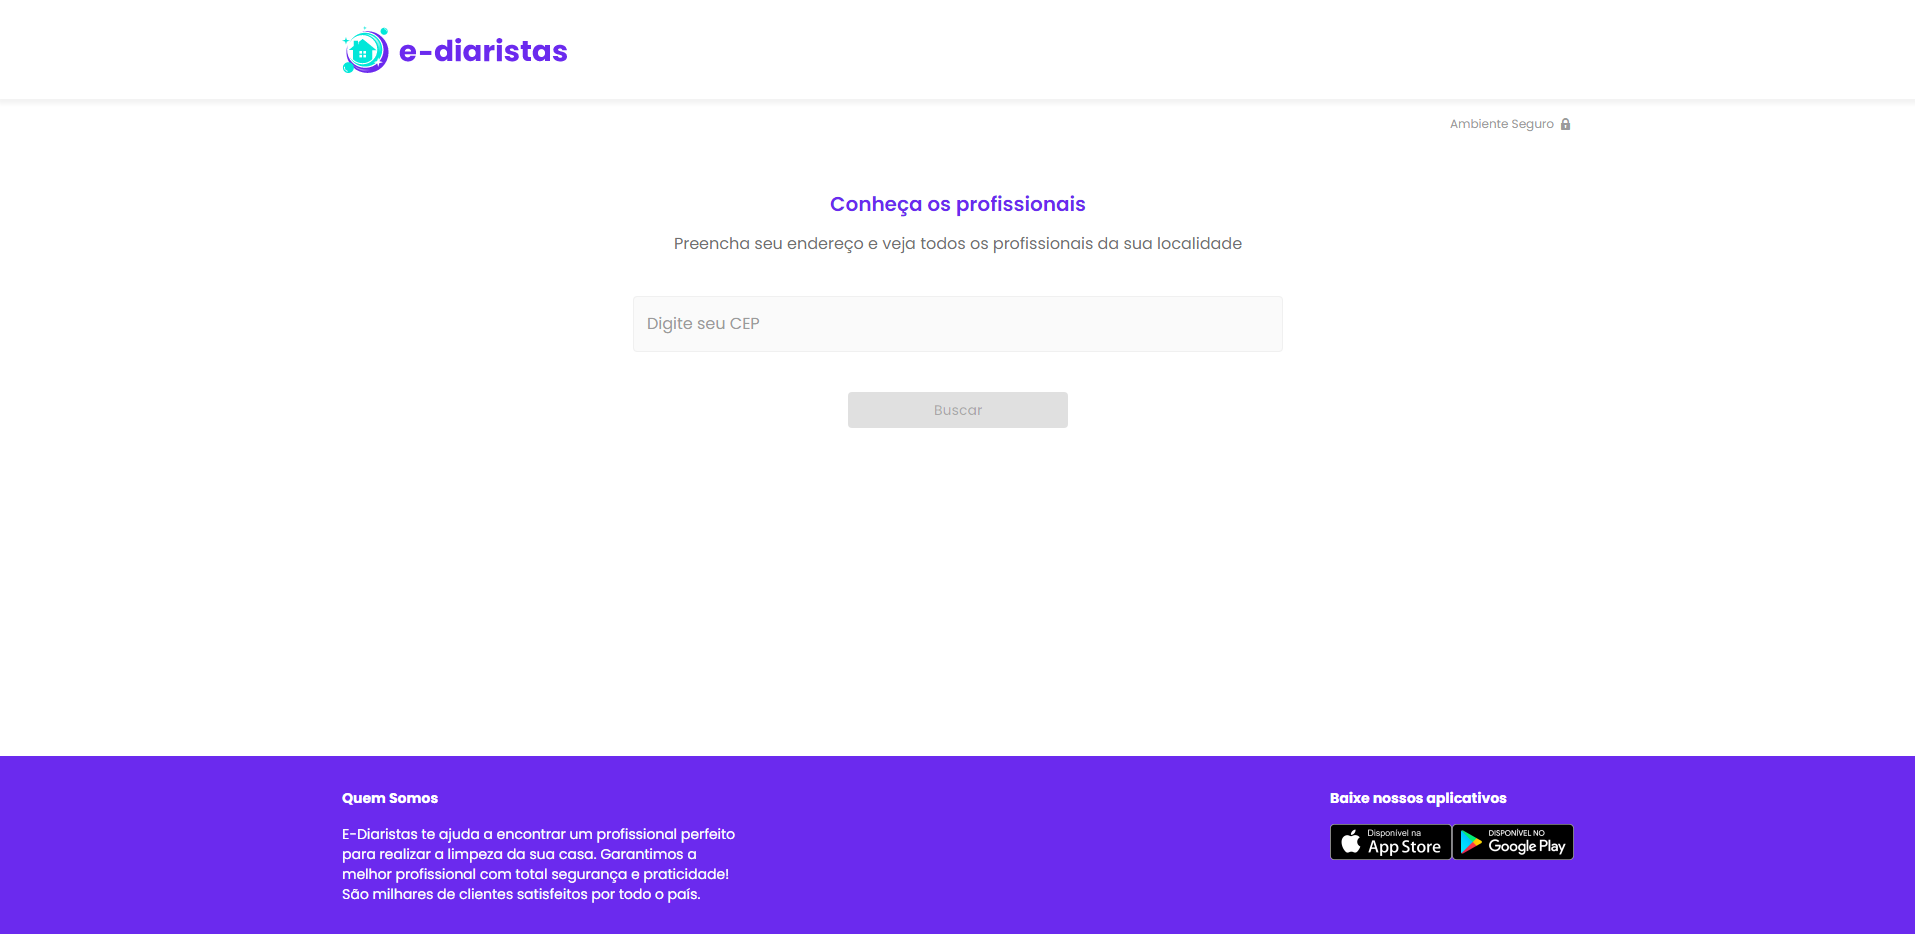 e-diaristas
Ambiente Seguro
Conheça os profissionais
Preencha seu endereço e veja todos os profissionais da sua localidade
Digite seu CEP
Buscar
Quem Somos
E-Diaristas te ajuda a encontrar um profissional perfeito
para realizar a limpeza da sua casa. Garantimos a
melhor profissional com total segurança e praticidade!
São milhares de clientes satisfeitos por todo o país.
Baixe nossos aplicativos
Disponível na
App Store
DISPONÍVEL NO
Google Play